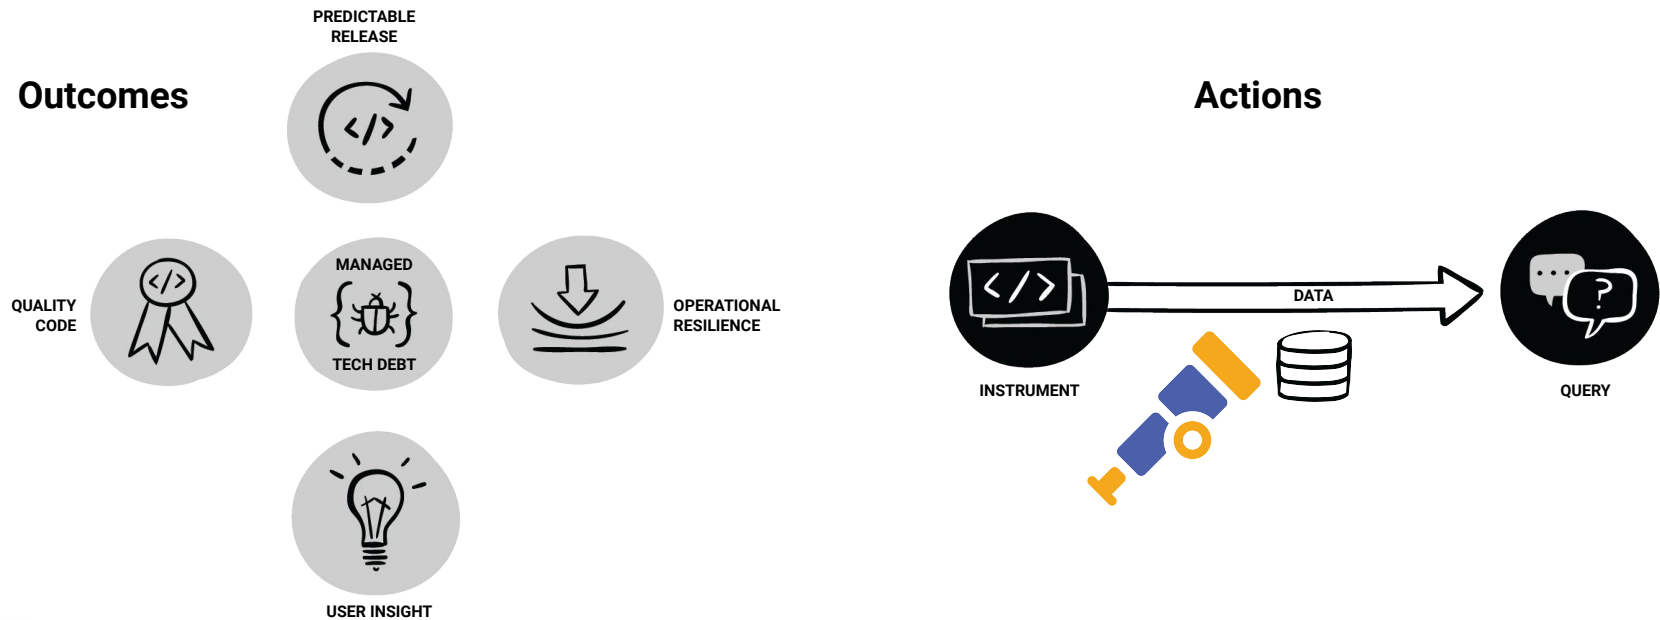 PREDICTABLE
RELEASE
Outcomes
</>
QUALITY
CODE
</>
MANAGED
{ }
TECH DEBT
OPERATIONAL
RESILIENCE
USER INSIGHT
Actions
</>
DATA
?
INSTRUMENT
QUERY